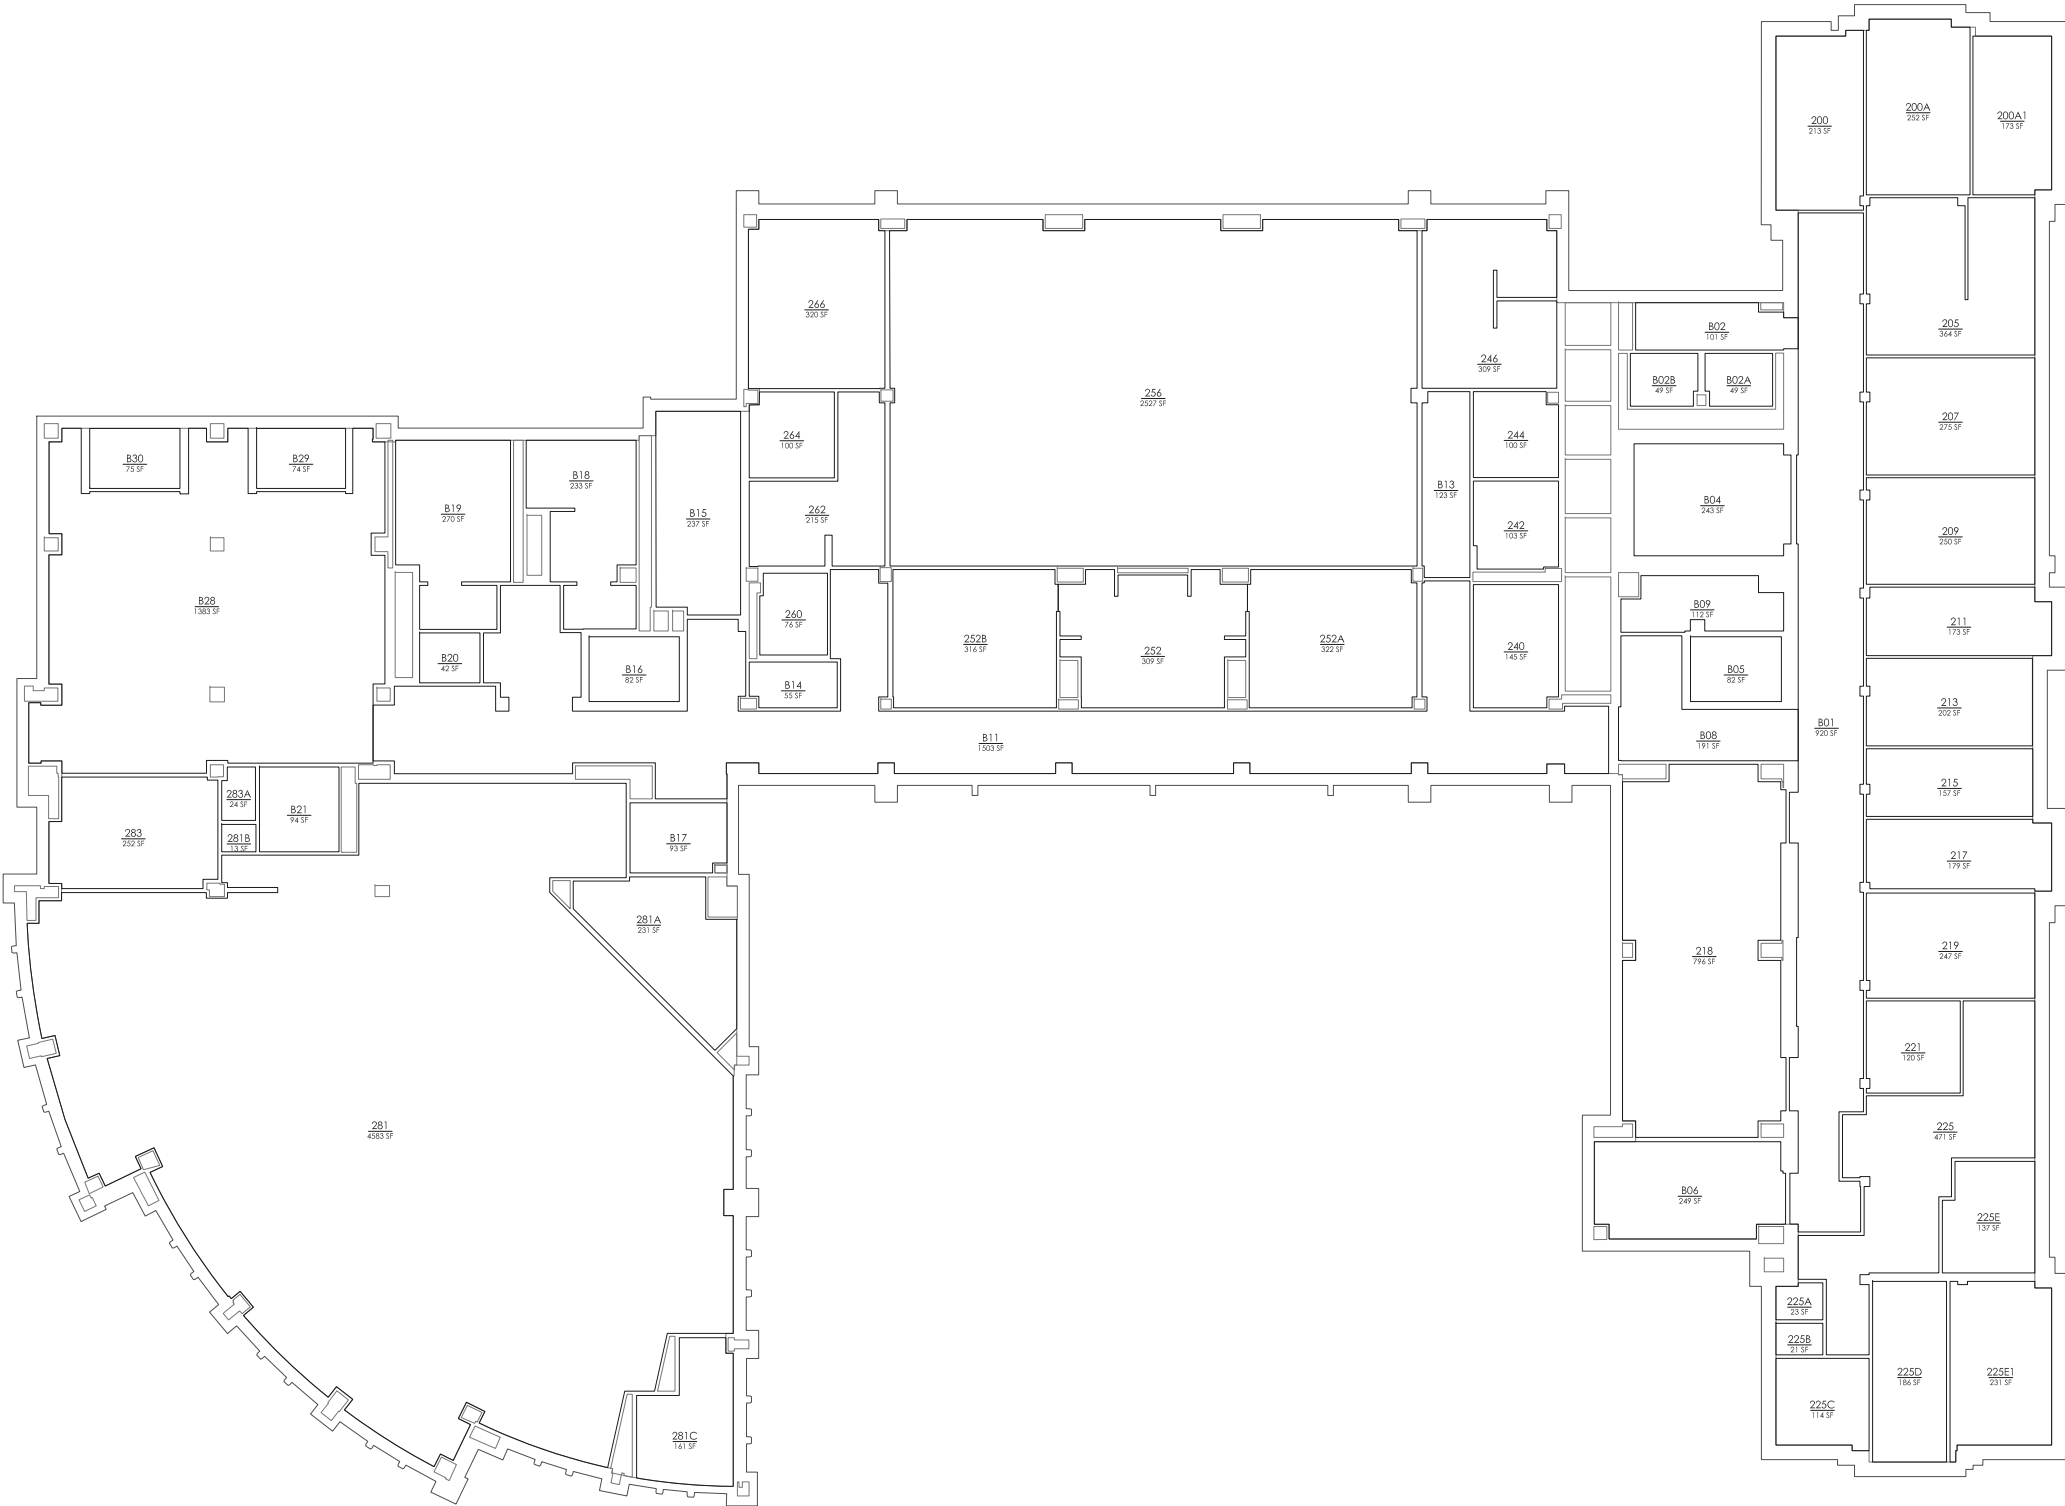 200
213 SF
200A
252 SF
200A1
173 SF
266
320 SF
205
364 SF
B02
101 SF
246
309 SF
B02B
49 SF
B02A
49 SF
256
2527 SF
207
275 SF
264
100 SF
244
100 SF
B30
75 SF
B29
74 SF
B18
233 SF
B13
123 SF
B04
243 SF
B19
270 SF
B15
237 SF
262
215 SF
242
103 SF
209
250 SF
B28
1383 SF
B09
112 SF
260
76 SF
211
173 SF
252B
316 SF
252
309 SF
252A
322 SF
240
145 SF
B20
42 SF
B16
82 SF
B14
55 SF
B05
82 SF
213
202 SF
B01
920 SF
B11
1503 SF
B08
191 SF
215
157 SF
283A
24 SF
B21
94 SF
283
252 SF
281B
13 SF
B17
93 SF
217
179 SF
281A
231 SF
218
796 SF
219
247 SF
221
120 SF
281
4583 SF
225
471 SF
B06
249 SF
225E
137 SF
225A
23 SF
225B
21 SF
225D
186 SF
225E1
231 SF
225C
114 SF
281C
161 SF